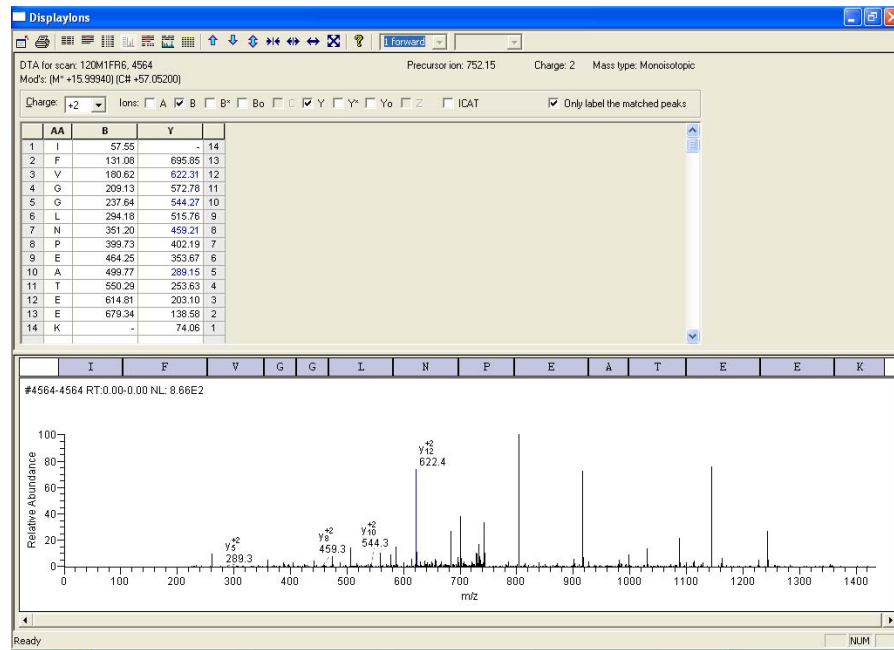 DisplayIons
1 forward
DTA for scan: 120M1FR6, 4564 Precursor ion: 752.15 Charge: 2 Mass type: Monoisotopic
Mod's: (M* +15.99940) (C# +57.05200)
Charge: +2 Ions: A B B* Bo C Y Y* Yo Z ICAT Only label the matched peaks
AA B Y
1 I 57.55 - 14
2 F 131.08 695.85 13
3 V 180.62 622.31 12
4 G 209.13 572.78 11
5 G 237.64 544.27 10
6 L 294.18 515.76 9
7 N 351.20 459.21 8
8 P 399.73 402.19 7
9 E 464.25 353.67 6
10 A 499.77 289.15 5
11 T 550.29 253.63 4
12 E 614.81 203.10 3
13 E 679.34 138.58 2
14 K - 74.06 1
I F V G G L N P E A T E E K
#4564-4564 RT:0.00-0.00 NL: 8.66E2
Relative Abundance
100
80
60
40
20
0
y12+2
622.4
y5+2
289.3
y8+2
459.3
y10+2
544.3
0 100 200 300 400 500 600 700 800 900 1000 1100 1200 1300 1400
m/z
Ready NUM